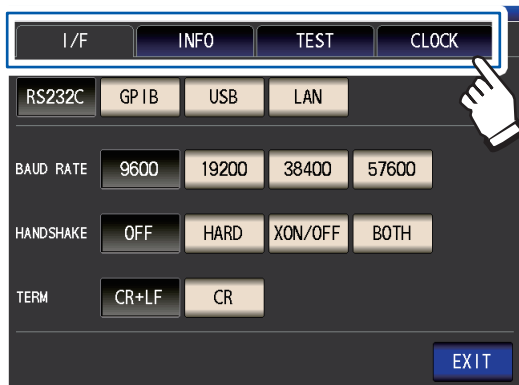 I/F INFO TEST CLOCK
RS232C GPIB USB LAN
BAUD RATE 9600 19200 38400 57600
HANDSHAKE OFF HARD XON/OFF BOTH
TERM CR+LF CR
EXIT